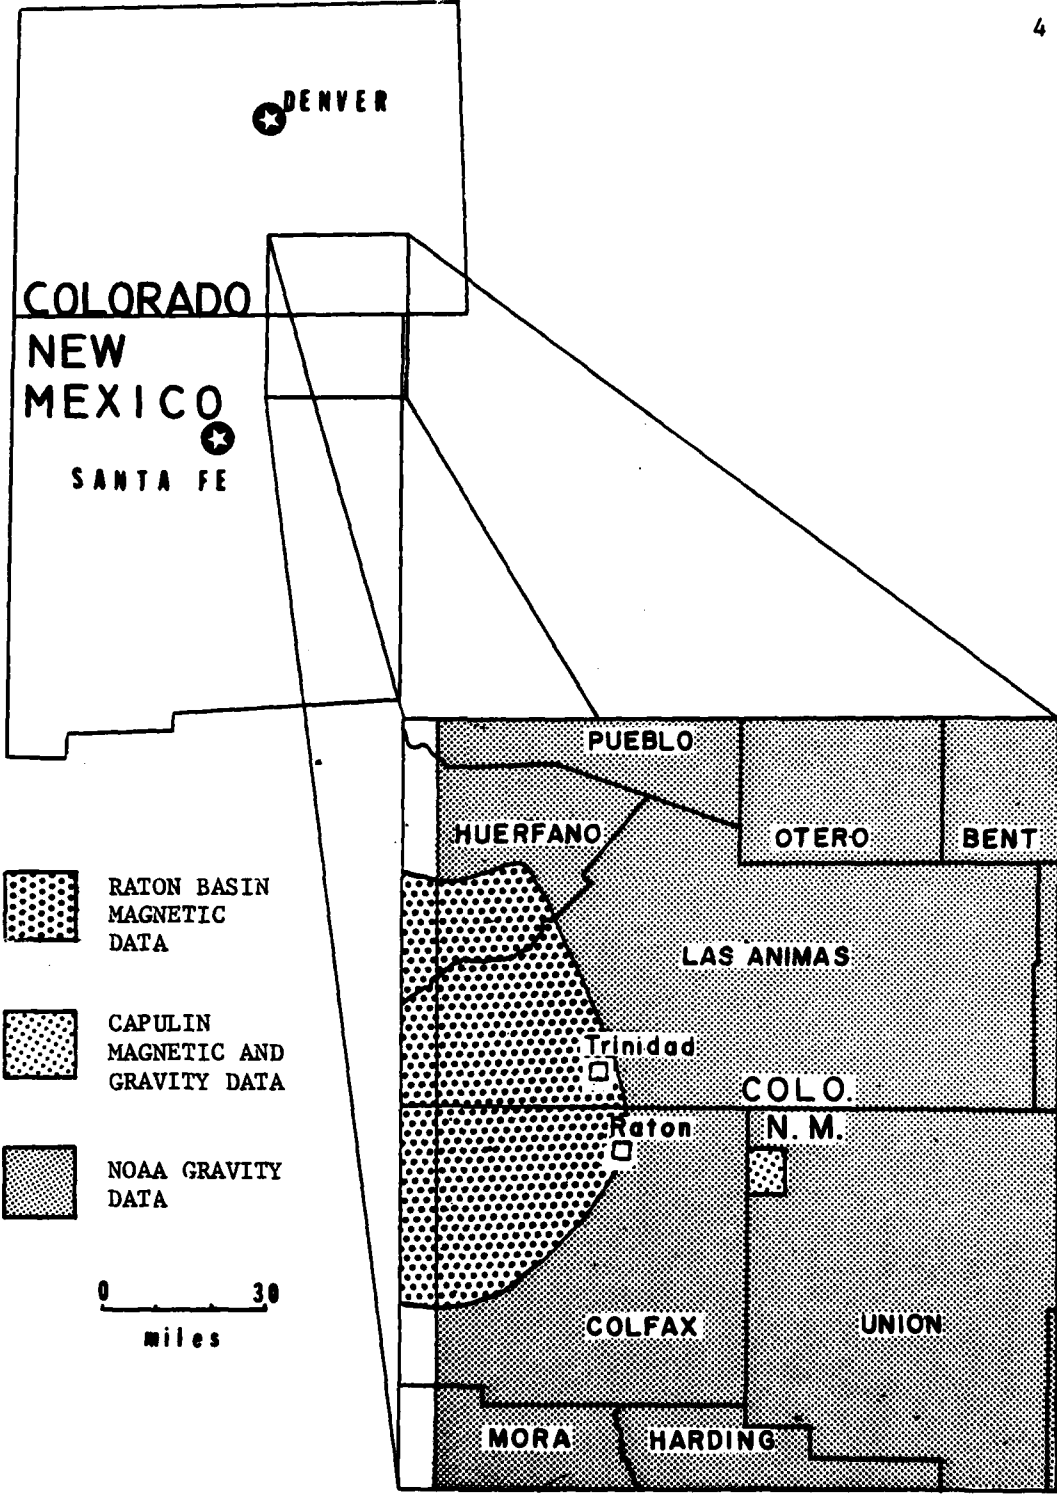 4
DENVER
COLORADO
NEW
MEXICO
SANTA FE
PUEBLO
HUERFANO
OTERO
BENT
LAS ANIMAS
Trinidad
COLO.
N. M.
Raton
COLFAX
UNION
MORA
HARDING
RATON BASIN
MAGNETIC
DATA
CAPULIN
MAGNETIC AND
GRAVITY DATA
NOAA GRAVITY
DATA
0 30
miles